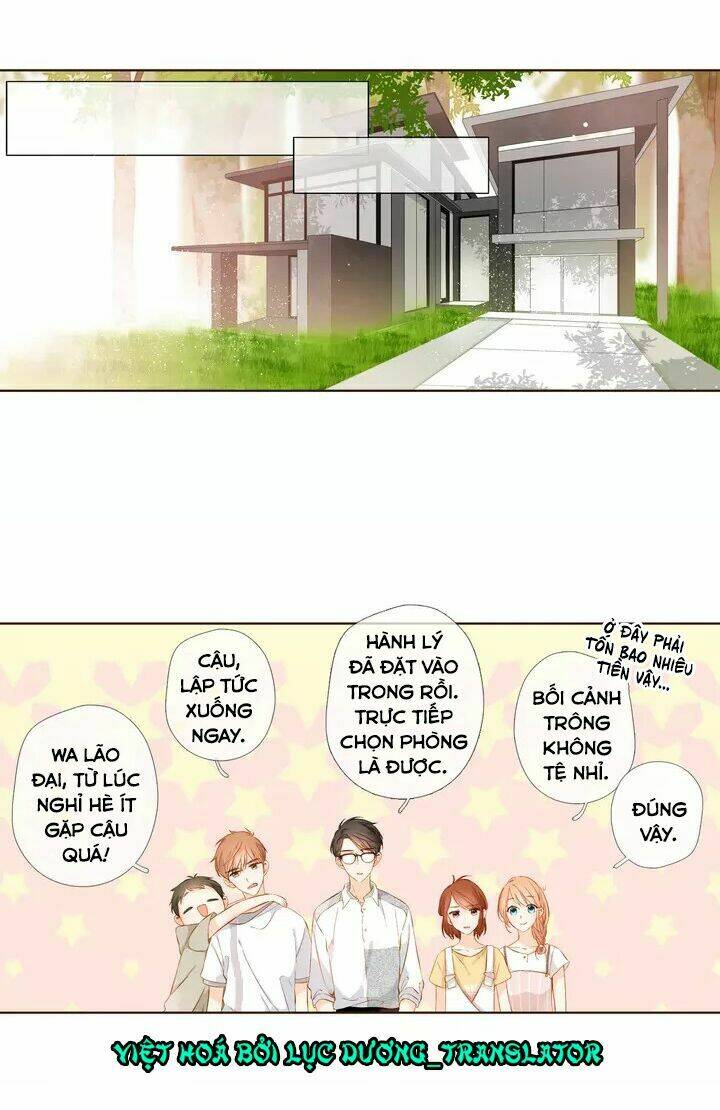 WA LÃO
ĐẠI, TỪ LÚC
NGHỈ HÈ ÍT
GẶP CẬU
QUÁ!
CẬU,
LẬP TỨC
XUỐNG
NGAY.
HÀNH LÝ
ĐÃ ĐẶT VÀO
TRONG RỒI.
TRỰC TIẾP
CHỌN PHÒNG
LÀ ĐƯỢC.
BỐI CẢNH
TRÔNG
KHÔNG
TỆ NHỈ.
Ở ĐÂY PHẢI
TỐN BAO NHIÊU
TIỀN VẬY...
ĐÚNG
VẬY.
VIỆT HOÁ BỞI LỤC DƯƠNG_TRANSLATOR